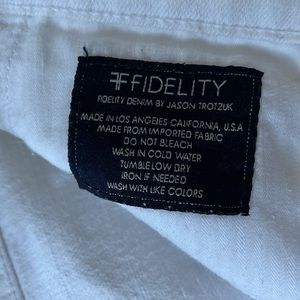 FIDELITY
FIDELITY DENIM BY JASON TROTZUK
MADE IN LOS ANGELES CALIFORNIA, U.S.A
MADE FROM IMPORTED FABRIC
DO NOT BLEACH
WASH IN COLD WATER
TUMBLE LOW DRY
IRON IF NEEDED
WASH WITH LIKE COLORS